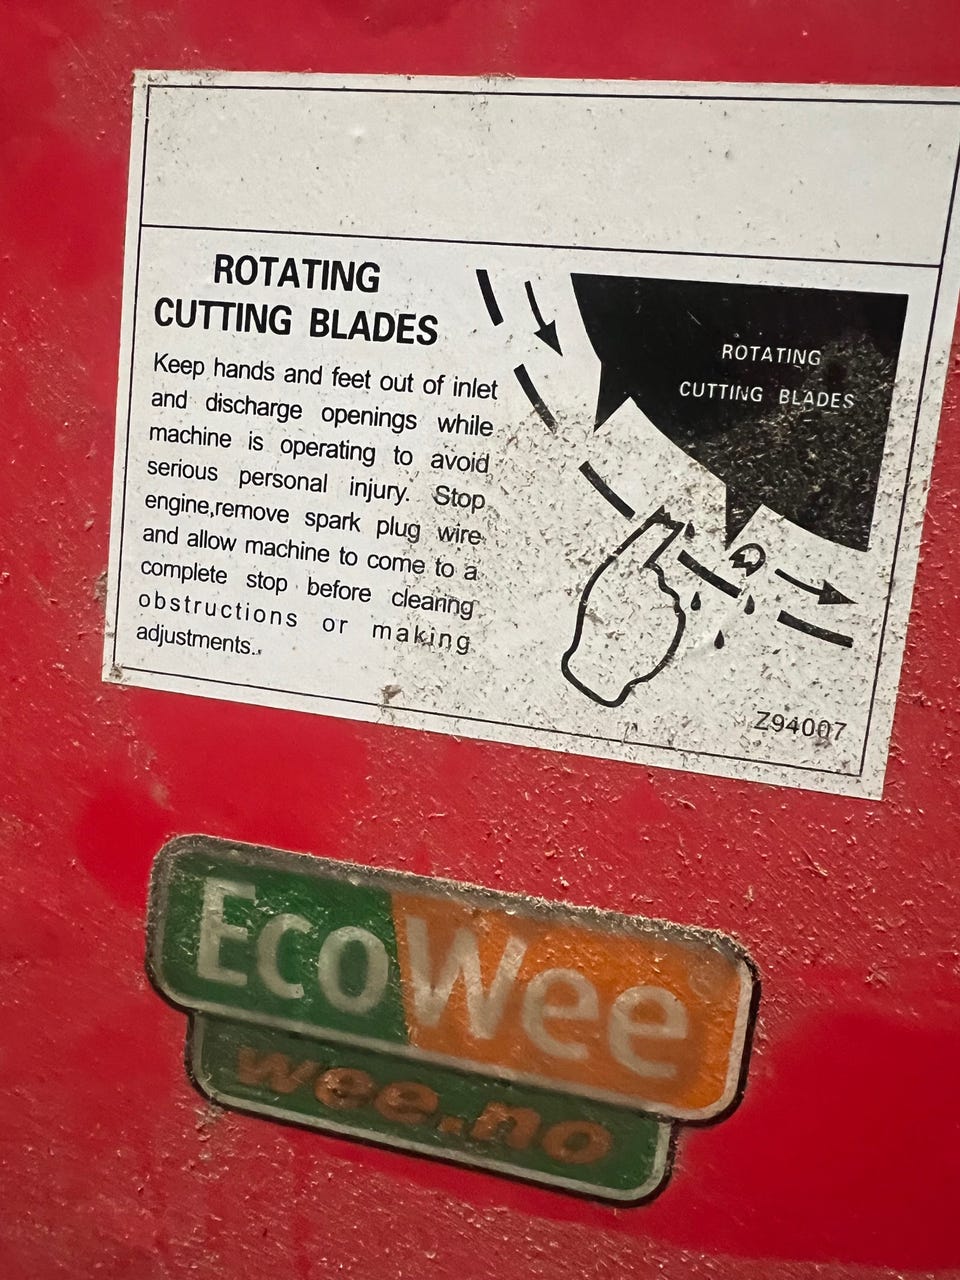 ROTATING
CUTTING BLADES
Keep hands and feet out of inlet
and discharge openings while
machine is operating to avoid
serious personal injury. Stop
engine,remove spark plug wire
and allow machine to come to a
complete stop before clearing
obstructions or making
adjustments..
ROTATING
CUTTING BLADES
Z94007
EcoWee®
wee.no